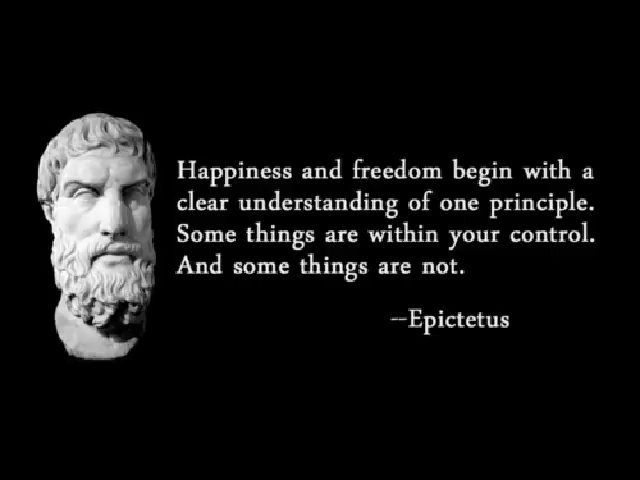 Happiness and freedom begin with a
clear understanding of one principle.
Some things are within your control.
And some things are not.
--Epictetus